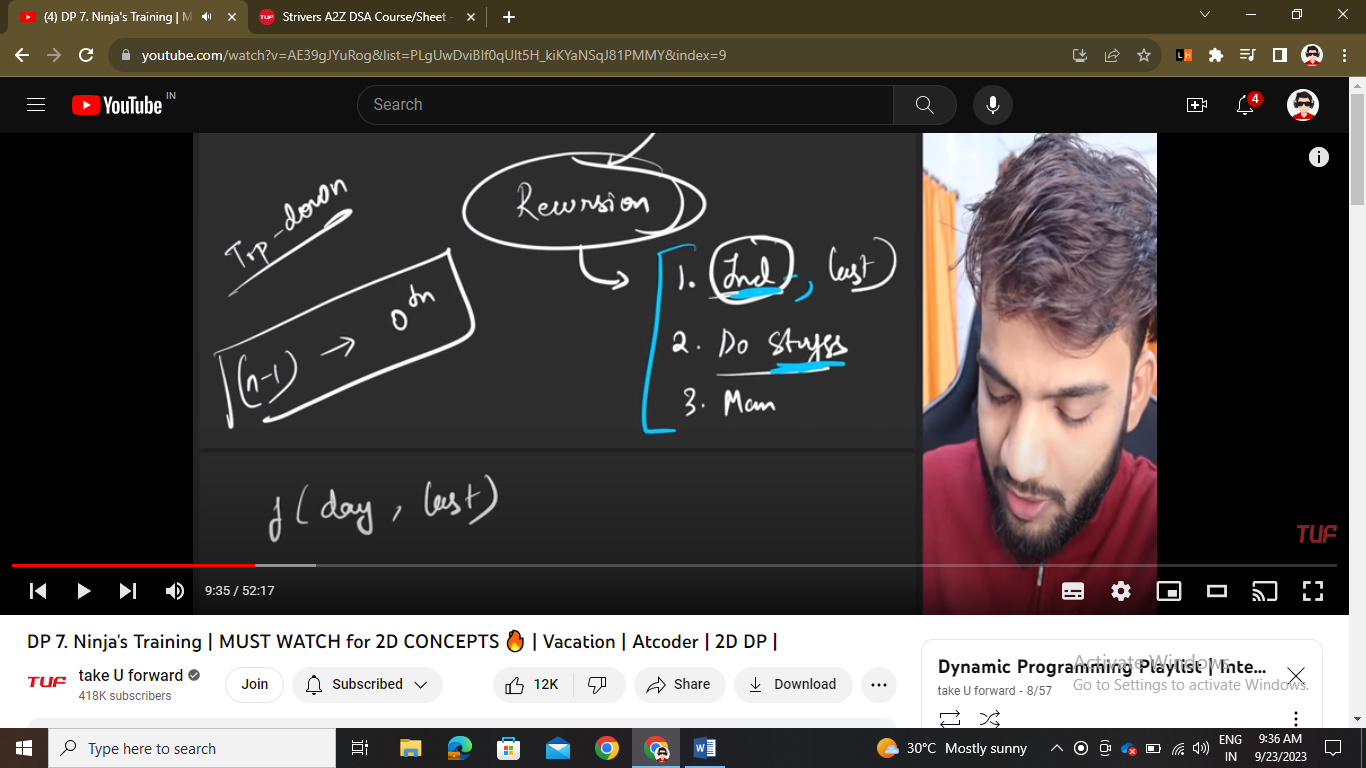 (4) DP 7. Ninja's Training | M
Strivers A2Z DSA Course/Sheet -
youtube.com/watch?v=AE39gJYuRog&list=PLgUwDviBIf0qUlt5H_kiKYaNSqJ81PMMY&index=9
LH
YouTube IN
Search
4
Recursion
Top-down
1. Ind, last)
(n-1) → 0th
2. Do Stuffs
3. Mam
f(day, last)
TUF
9:35 / 52:17
DP 7. Ninja's Training | MUST WATCH for 2D CONCEPTS 🔥 | Vacation | Atcoder | 2D DP |
TUF
take U forward
418K subscribers
Join
Subscribed
12K
Share
Download
Dynamic Programming Playlist | Inte...
take U forward - 8/57
Activate Windows
Go to Settings to activate Windows.
Type here to search
30°C Mostly sunny
ENG
IN
9:36 AM
9/23/2023